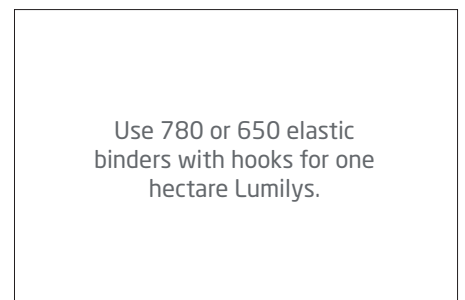 Use 780 or 650 elastic
binders with hooks for one
hectare Lumilys.